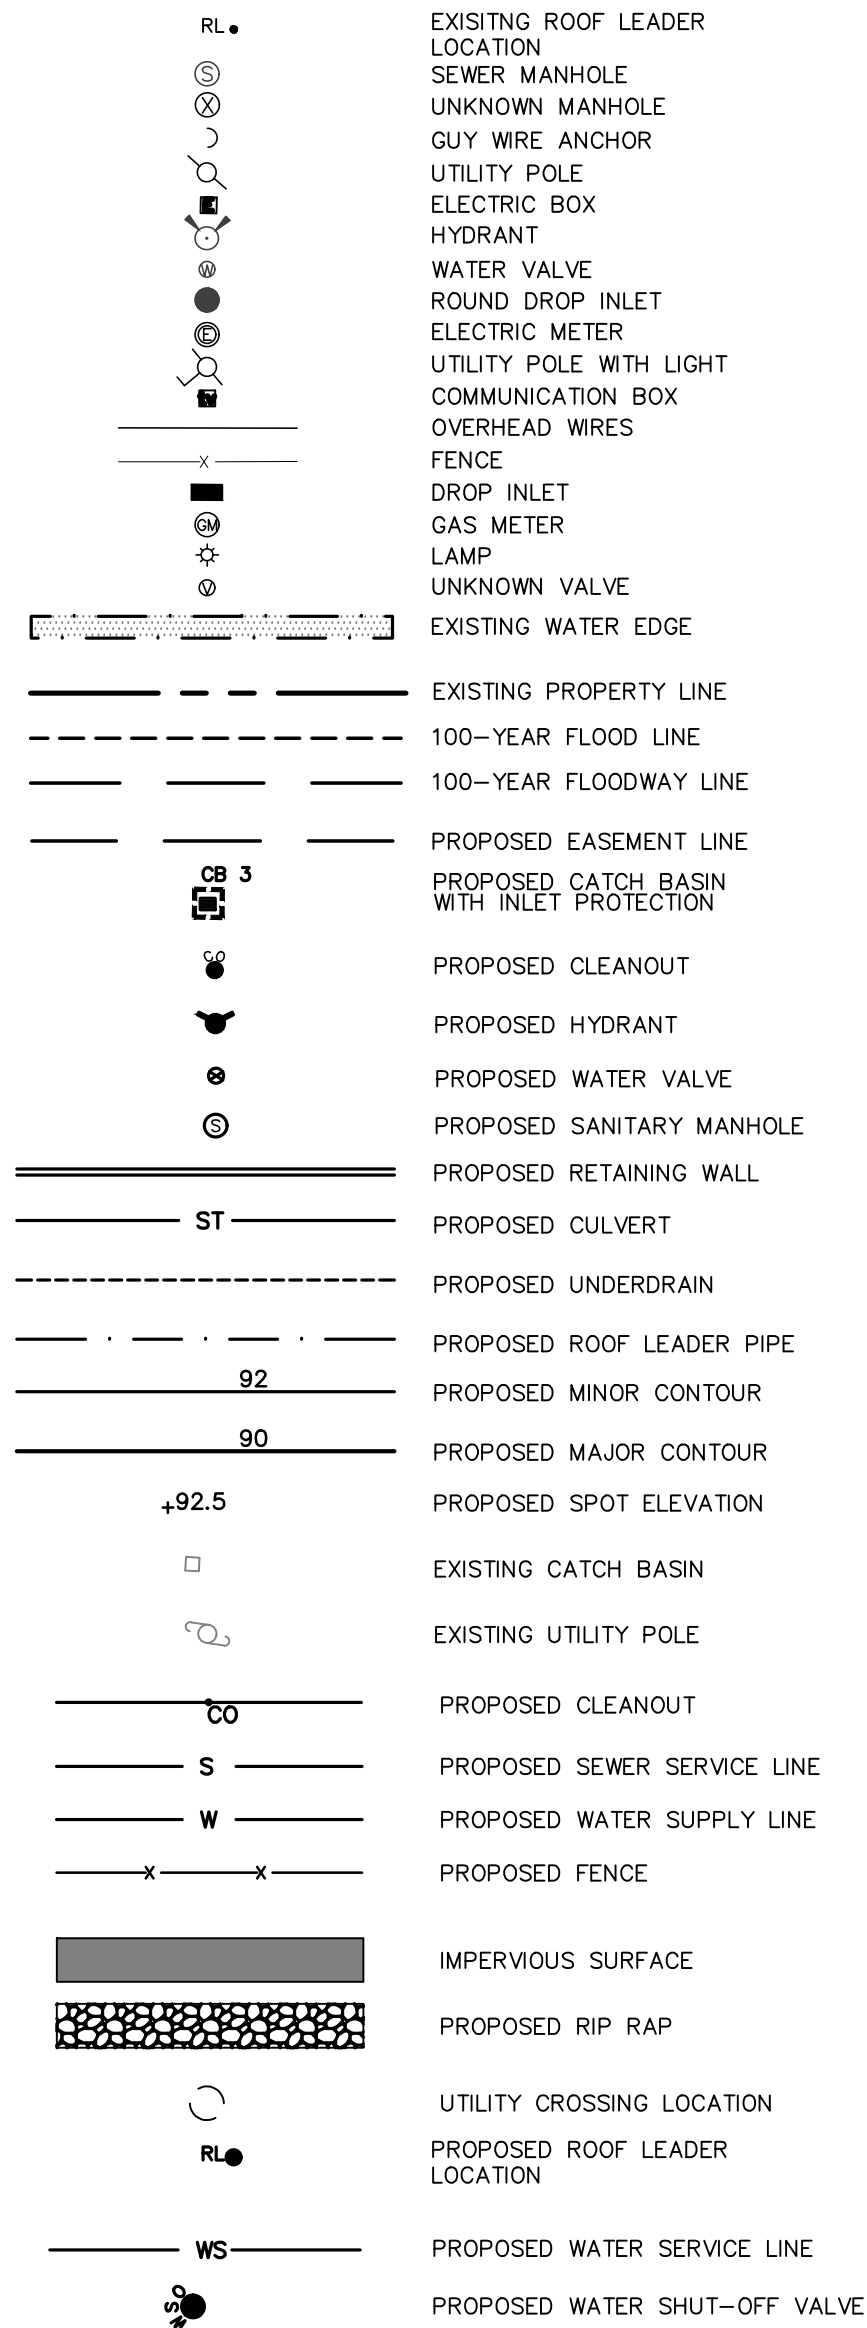 RL EXISITNG ROOF LEADER
LOCATION
S SEWER MANHOLE
X UNKNOWN MANHOLE
GUY WIRE ANCHOR
UTILITY POLE
E ELECTRIC BOX
HYDRANT
W WATER VALVE
ROUND DROP INLET
E ELECTRIC METER
UTILITY POLE WITH LIGHT
COMMUNICATION BOX
OVERHEAD WIRES
X FENCE
DROP INLET
GM GAS METER
LAMP
V UNKNOWN VALVE
EXISTING WATER EDGE
EXISTING PROPERTY LINE
100-YEAR FLOOD LINE
100-YEAR FLOODWAY LINE
PROPOSED EASEMENT LINE
CB 3
PROPOSED CATCH BASIN
WITH INLET PROTECTION
CO PROPOSED CLEANOUT
PROPOSED HYDRANT
PROPOSED WATER VALVE
S PROPOSED SANITARY MANHOLE
PROPOSED RETAINING WALL
ST PROPOSED CULVERT
PROPOSED UNDERDRAIN
PROPOSED ROOF LEADER PIPE
92 PROPOSED MINOR CONTOUR
90 PROPOSED MAJOR CONTOUR
+92.5 PROPOSED SPOT ELEVATION
EXISTING CATCH BASIN
EXISTING UTILITY POLE
CO PROPOSED CLEANOUT
S PROPOSED SEWER SERVICE LINE
W PROPOSED WATER SUPPLY LINE
X X PROPOSED FENCE
IMPERVIOUS SURFACE
PROPOSED RIP RAP
UTILITY CROSSING LOCATION
RL PROPOSED ROOF LEADER
LOCATION
WS PROPOSED WATER SERVICE LINE
WSO PROPOSED WATER SHUT-OFF VALVE